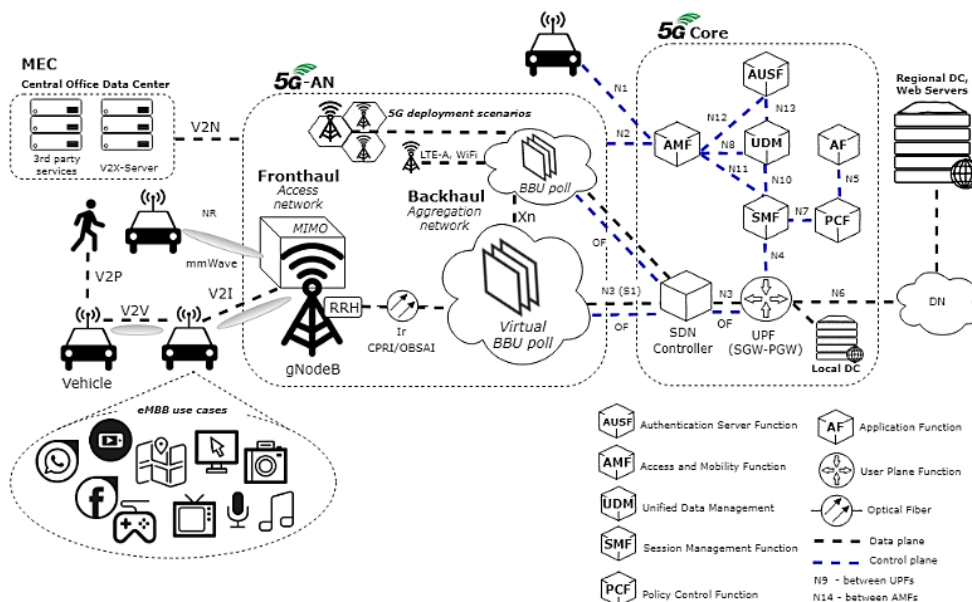 MEC
Central Office Data Center
3rd party
services
V2X-Server
V2N
5G-AN
5G deployment scenarios
LTE-A, WiFi
BBU poll
Fronthaul
Access
network
MIMO
Backhaul
Aggregation
network
Xn
NR
mmWave
V2P
V2V
V2I
Vehicle
RRH
gNodeB
Ir
CPRI/OBSAI
Virtual
BBU poll
OF
N3 (S1)
OF
5G Core
N1
N2
AUSF
N13
N12
AMF
N8
UDM
AF
N11
N10
N5
SMF
N7
PCF
N4
SDN
Controller
N3
OF
UPF
(SGW-PGW)
N6
Local DC
Regional DC,
Web Servers
DN
eMBB use cases
AUSF
Authentication Server Function
AMF
Access and Mobility Function
UDM
Unified Data Management
SMF
Session Management Function
PCF
Policy Control Function
AF
Application Function
User Plane Function
Optical Fiber
Data plane
Control plane
N9 - between UPFs
N14 - between AMFs